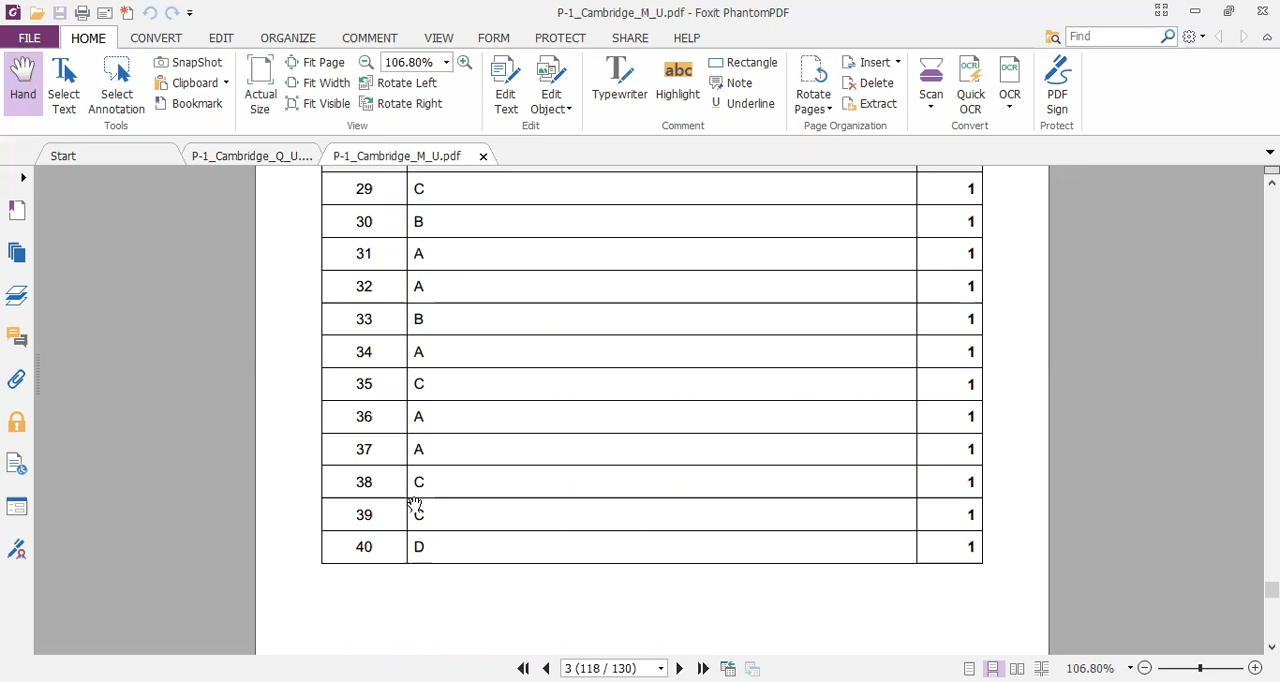 P-1_Cambridge_M_U.pdf - Foxit PhantomPDF
FILE HOME CONVERT EDIT ORGANIZE COMMENT VIEW FORM PROTECT SHARE HELP Find
Hand Select Text Select Annotation SnapShot Clipboard Bookmark Tools
Actual Size Fit Page Fit Width Fit Visible 106.80% Rotate Left Rotate Right View
Edit Text Edit Object Edit
Typewriter abc Highlight Rectangle Note U Underline Comment
Rotate Pages Insert Delete Extract Page Organization
Scan OCR Quick OCR OCR OCR Convert
PDF Sign Protect
Start P-1_Cambridge_Q_U.... P-1_Cambridge_M_U.pdf
29 C 1
30 B 1
31 A 1
32 A 1
33 B 1
34 A 1
35 C 1
36 A 1
37 A 1
38 C 1
39 C 1
40 D 1
3 (118 / 130) 106.80%